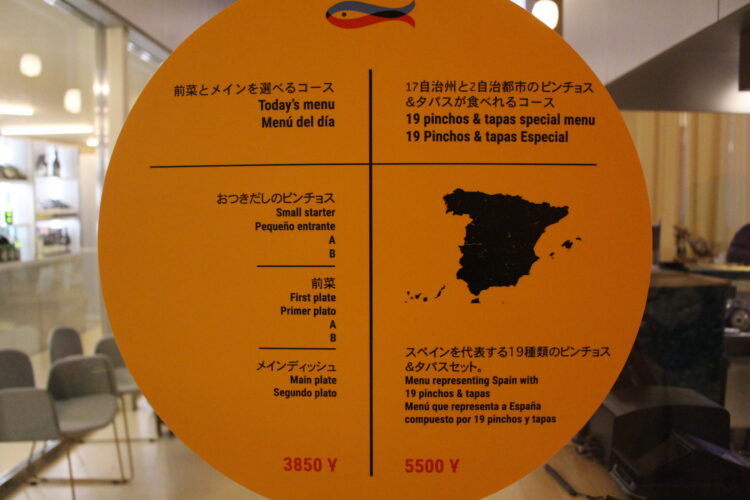 前菜とメインを選べるコース
Today's menu
Menú del día
おつきだしのピンチョス
Small starter
Pequeño entrante
A
B
前菜
First plate
Primer plato
A
B
メインディッシュ
Main plate
Segundo plato
3850 ¥
17自治州と2自治都市のピンチョス
&タパスが食べれるコース
19 pinchos & tapas special menu
19 Pinchos & tapas Especial
スペインを代表する19種類のピンチョス
&タパスセット。
Menu representing Spain with
19 pinchos & tapas
Menú que representa a España
compuesto por 19 pinchos y tapas
5500 ¥